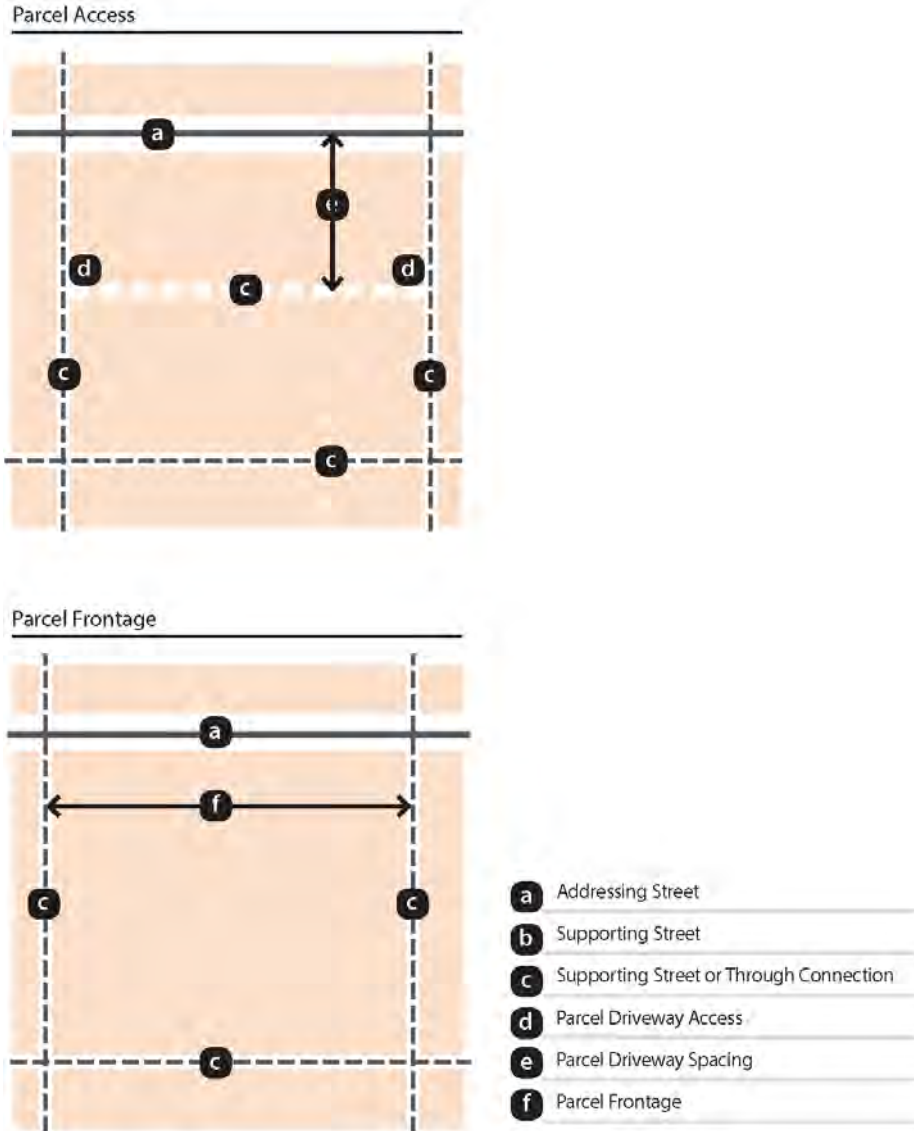 Parcel Access
a
e
d
d
c
c
c
c
Parcel Frontage
a
f
c
c
c
a Addressing Street
b Supporting Street
c Supporting Street or Through Connection
d Parcel Driveway Access
e Parcel Driveway Spacing
f Parcel Frontage